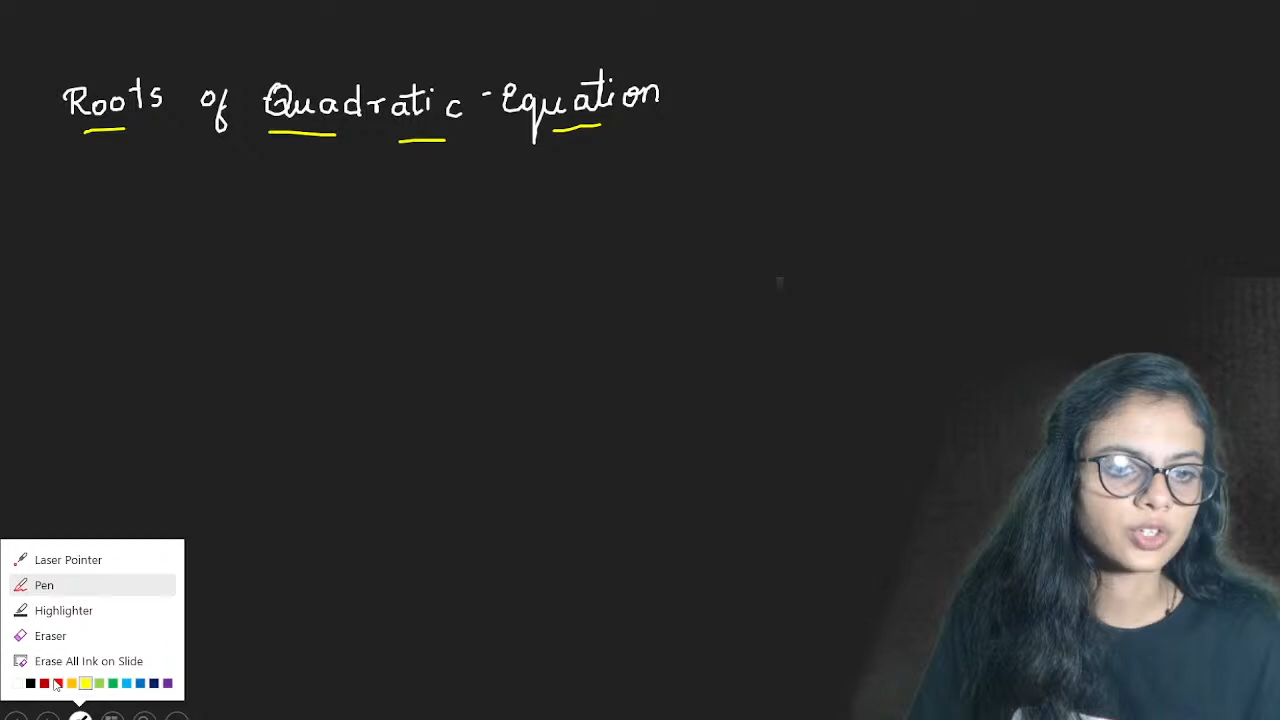 Roots of Quadratic Equation
Laser Pointer
Pen
Highlighter
Eraser
Erase All Ink on Slide